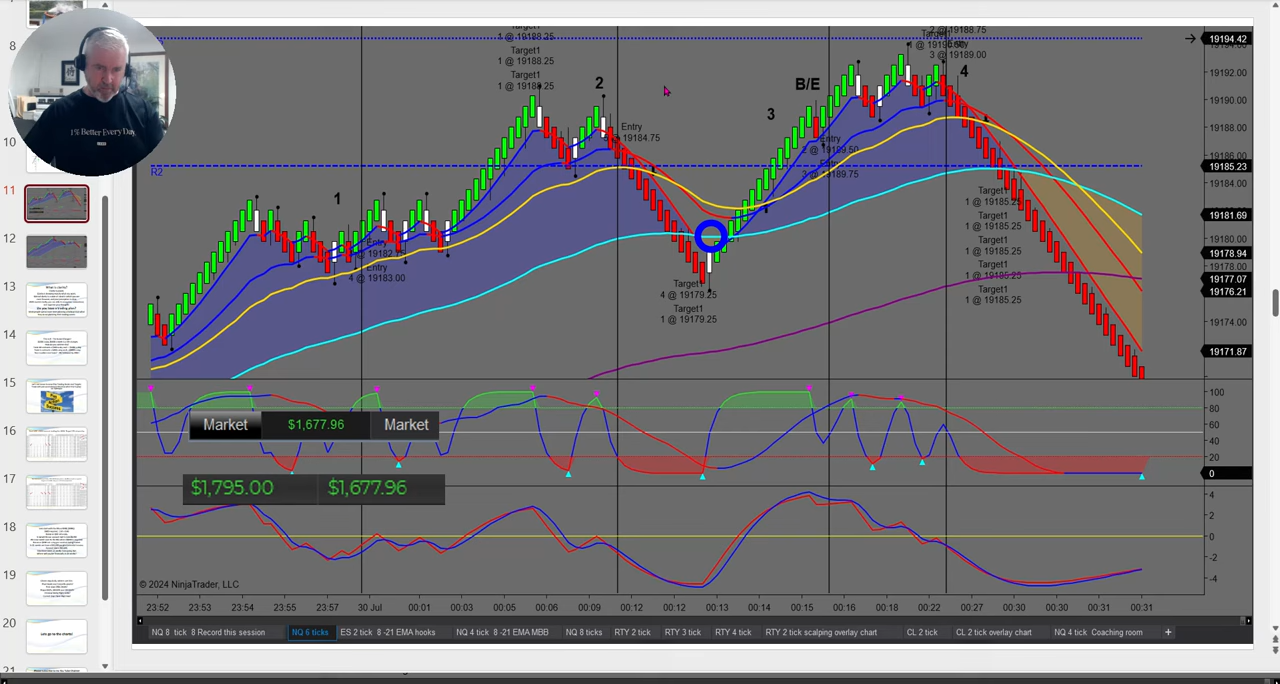 8
10
11
12
13
14
15
16
17
18
19
20
21
1% Better Every Day.
1 @ 19188.25
Target1
1 @ 19188.25
Target1
1 @ 19188.25
2
Entry
19184.75
R2
1
Entry
Entry
4 @ 19183.00
Target1
4 @ 19179.25
Target1
1 @ 19179.25
3
B/E
Entry
2 @ 19189.50
Entry
3 @ 19189.75
Target1
Entry
3 @ 19189.00
4
Target1
1 @ 19185.25
Target1
1 @ 19185.25
Target1
1 @ 19185.25
Target1
1 @ 19185.25
Target1
1 @ 19185.25
19194.42
19192.00
19190.00
19188.00
19186.00
19185.23
19184.00
19181.69
19180.00
19178.94
19178.00
19177.07
19176.21
19174.00
19171.87
100
80
60
40
20
0
4
2
0
-2
-4
Market
$1,677.96
Market
$1,795.00
$1,677.96
© 2024 NinjaTrader, LLC
23:52 23:53 23:54 23:55 23:57 30 Jul 00:01 00:03 00:05 00:06 00:09 00:12 00:12 00:13 00:14 00:15 00:16 00:18 00:22 00:27 00:30 00:30 00:31 00:31
NQ 8 tick 8 Record this session NQ 6 ticks ES 2 tick 8 -21 EMA hooks NQ 4 tick 8 -21 EMA MBB NQ 8 ticks RTY 2 tick RTY 3 tick RTY 4 tick RTY 2 tick scalping overlay chart CL 2 tick CL 2 tick overlay chart NQ 4 tick Coaching room +